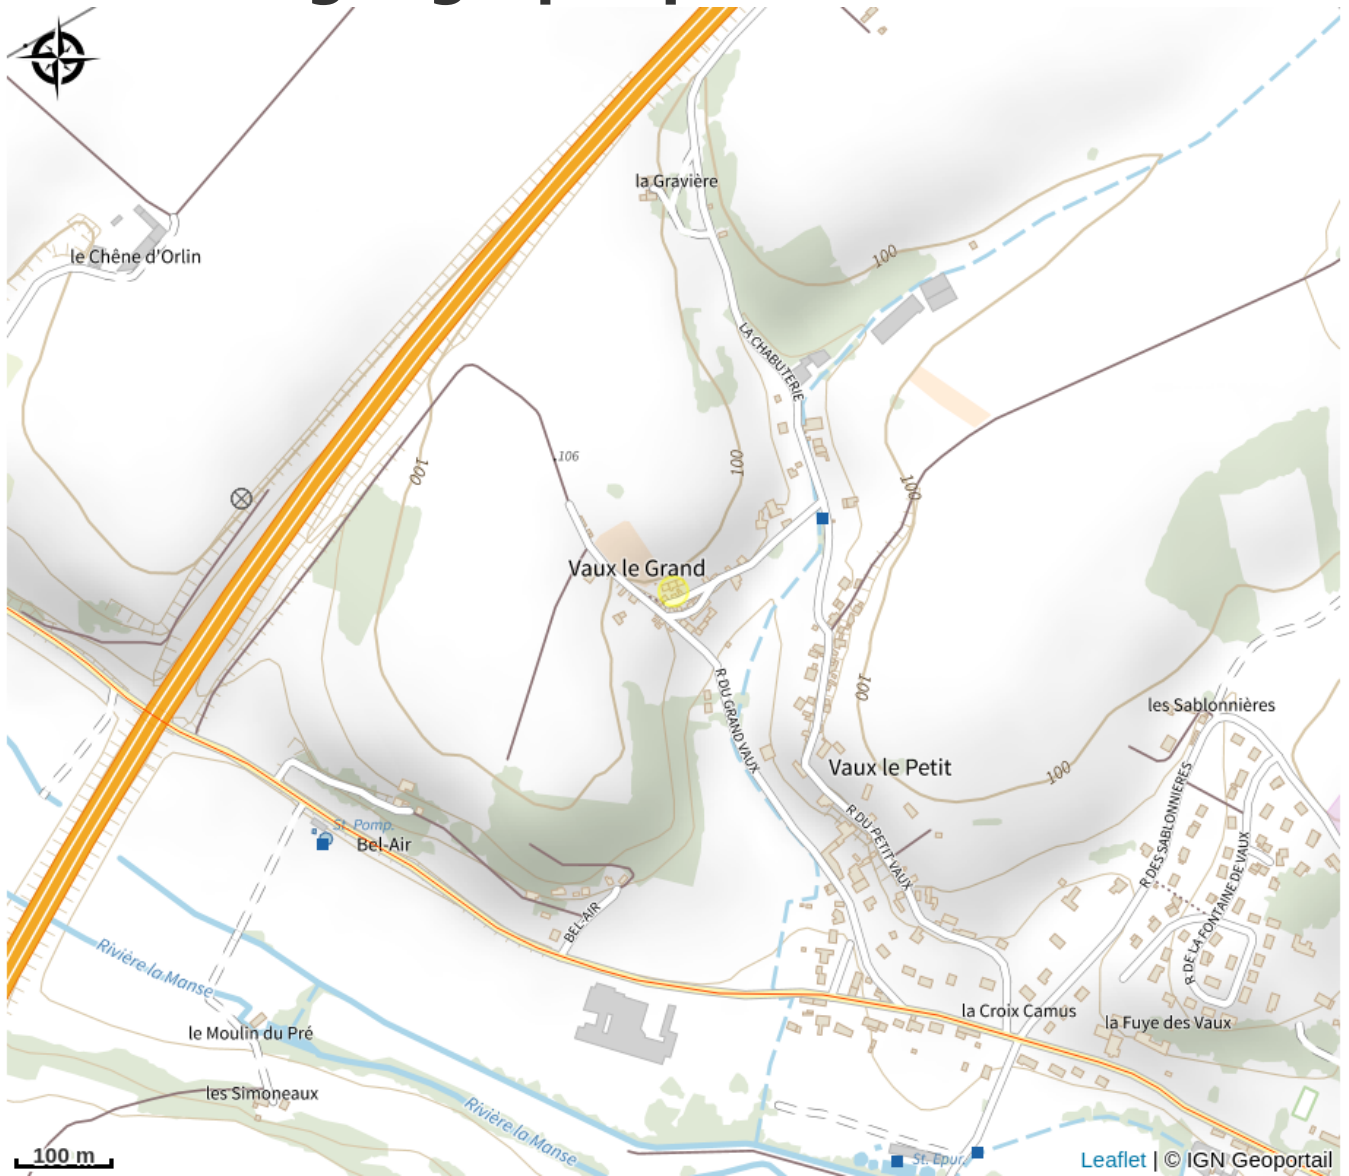 la Gravière
le Chêne d'Orlin
100
LA CHABUTERIE
106
100
100
100
Vaux le Grand
100
R DU GRAND VAUX
les Sablonnières
Vaux le Petit
100
R DES SABLONNIERES
St. Pomp.
Bel-Air
R DU PETIT VAUX
R DE LA FONTAINE DE VAUX
BEL-AIR
Rivière la Manse
la Croix Camus
la Fuye des Vaux
le Moulin du Pré
les Simoneaux
Rivière la Manse
100 m
St. Epur.
Leaflet | © IGN Geoportail